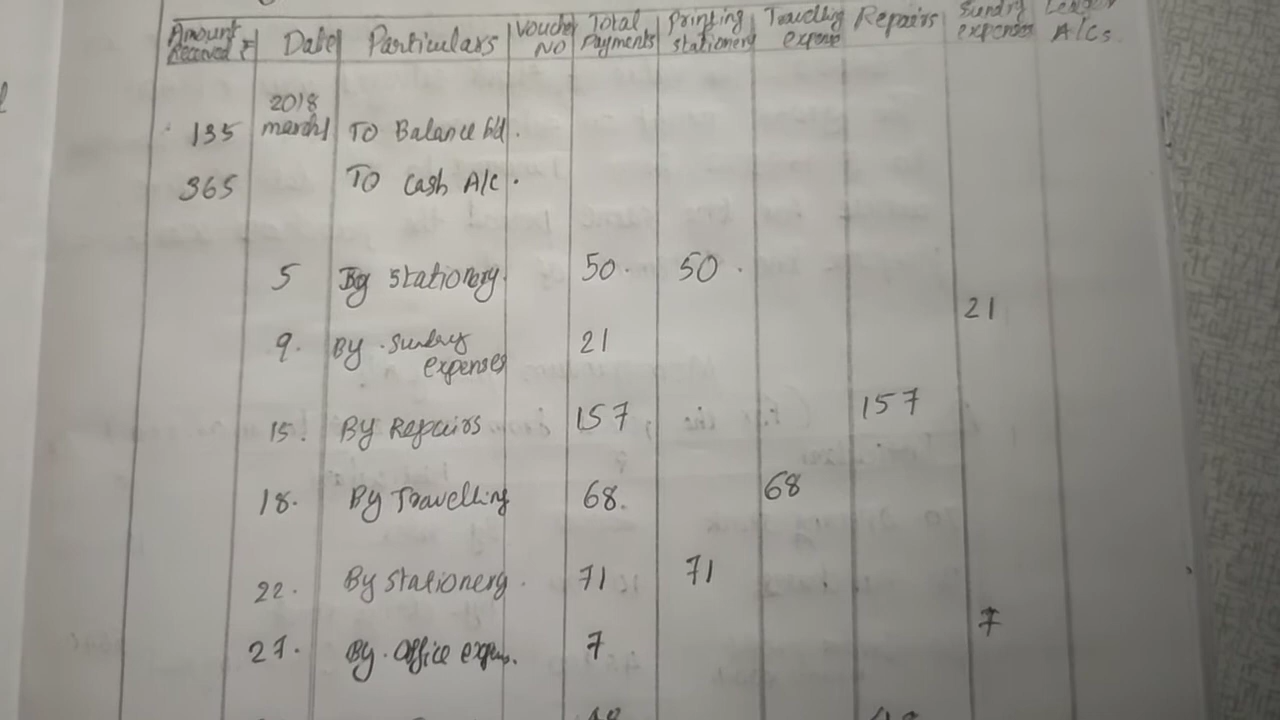 Amount Received ₹ Date Particulars Voucher No Total Payments Printing stationery Travelling expense Repairs Sundry expenses A/Cs.
2018
135 march 1 TO Balance b/d.
365 TO Cash A/c.
5 By Stationery. 50. 50.
21
9. By Sundry expenses 21
15. By Repairs 157 157
18. By Travelling 68. 68
22. By Stationery. 71 71
7
27. By Office 7